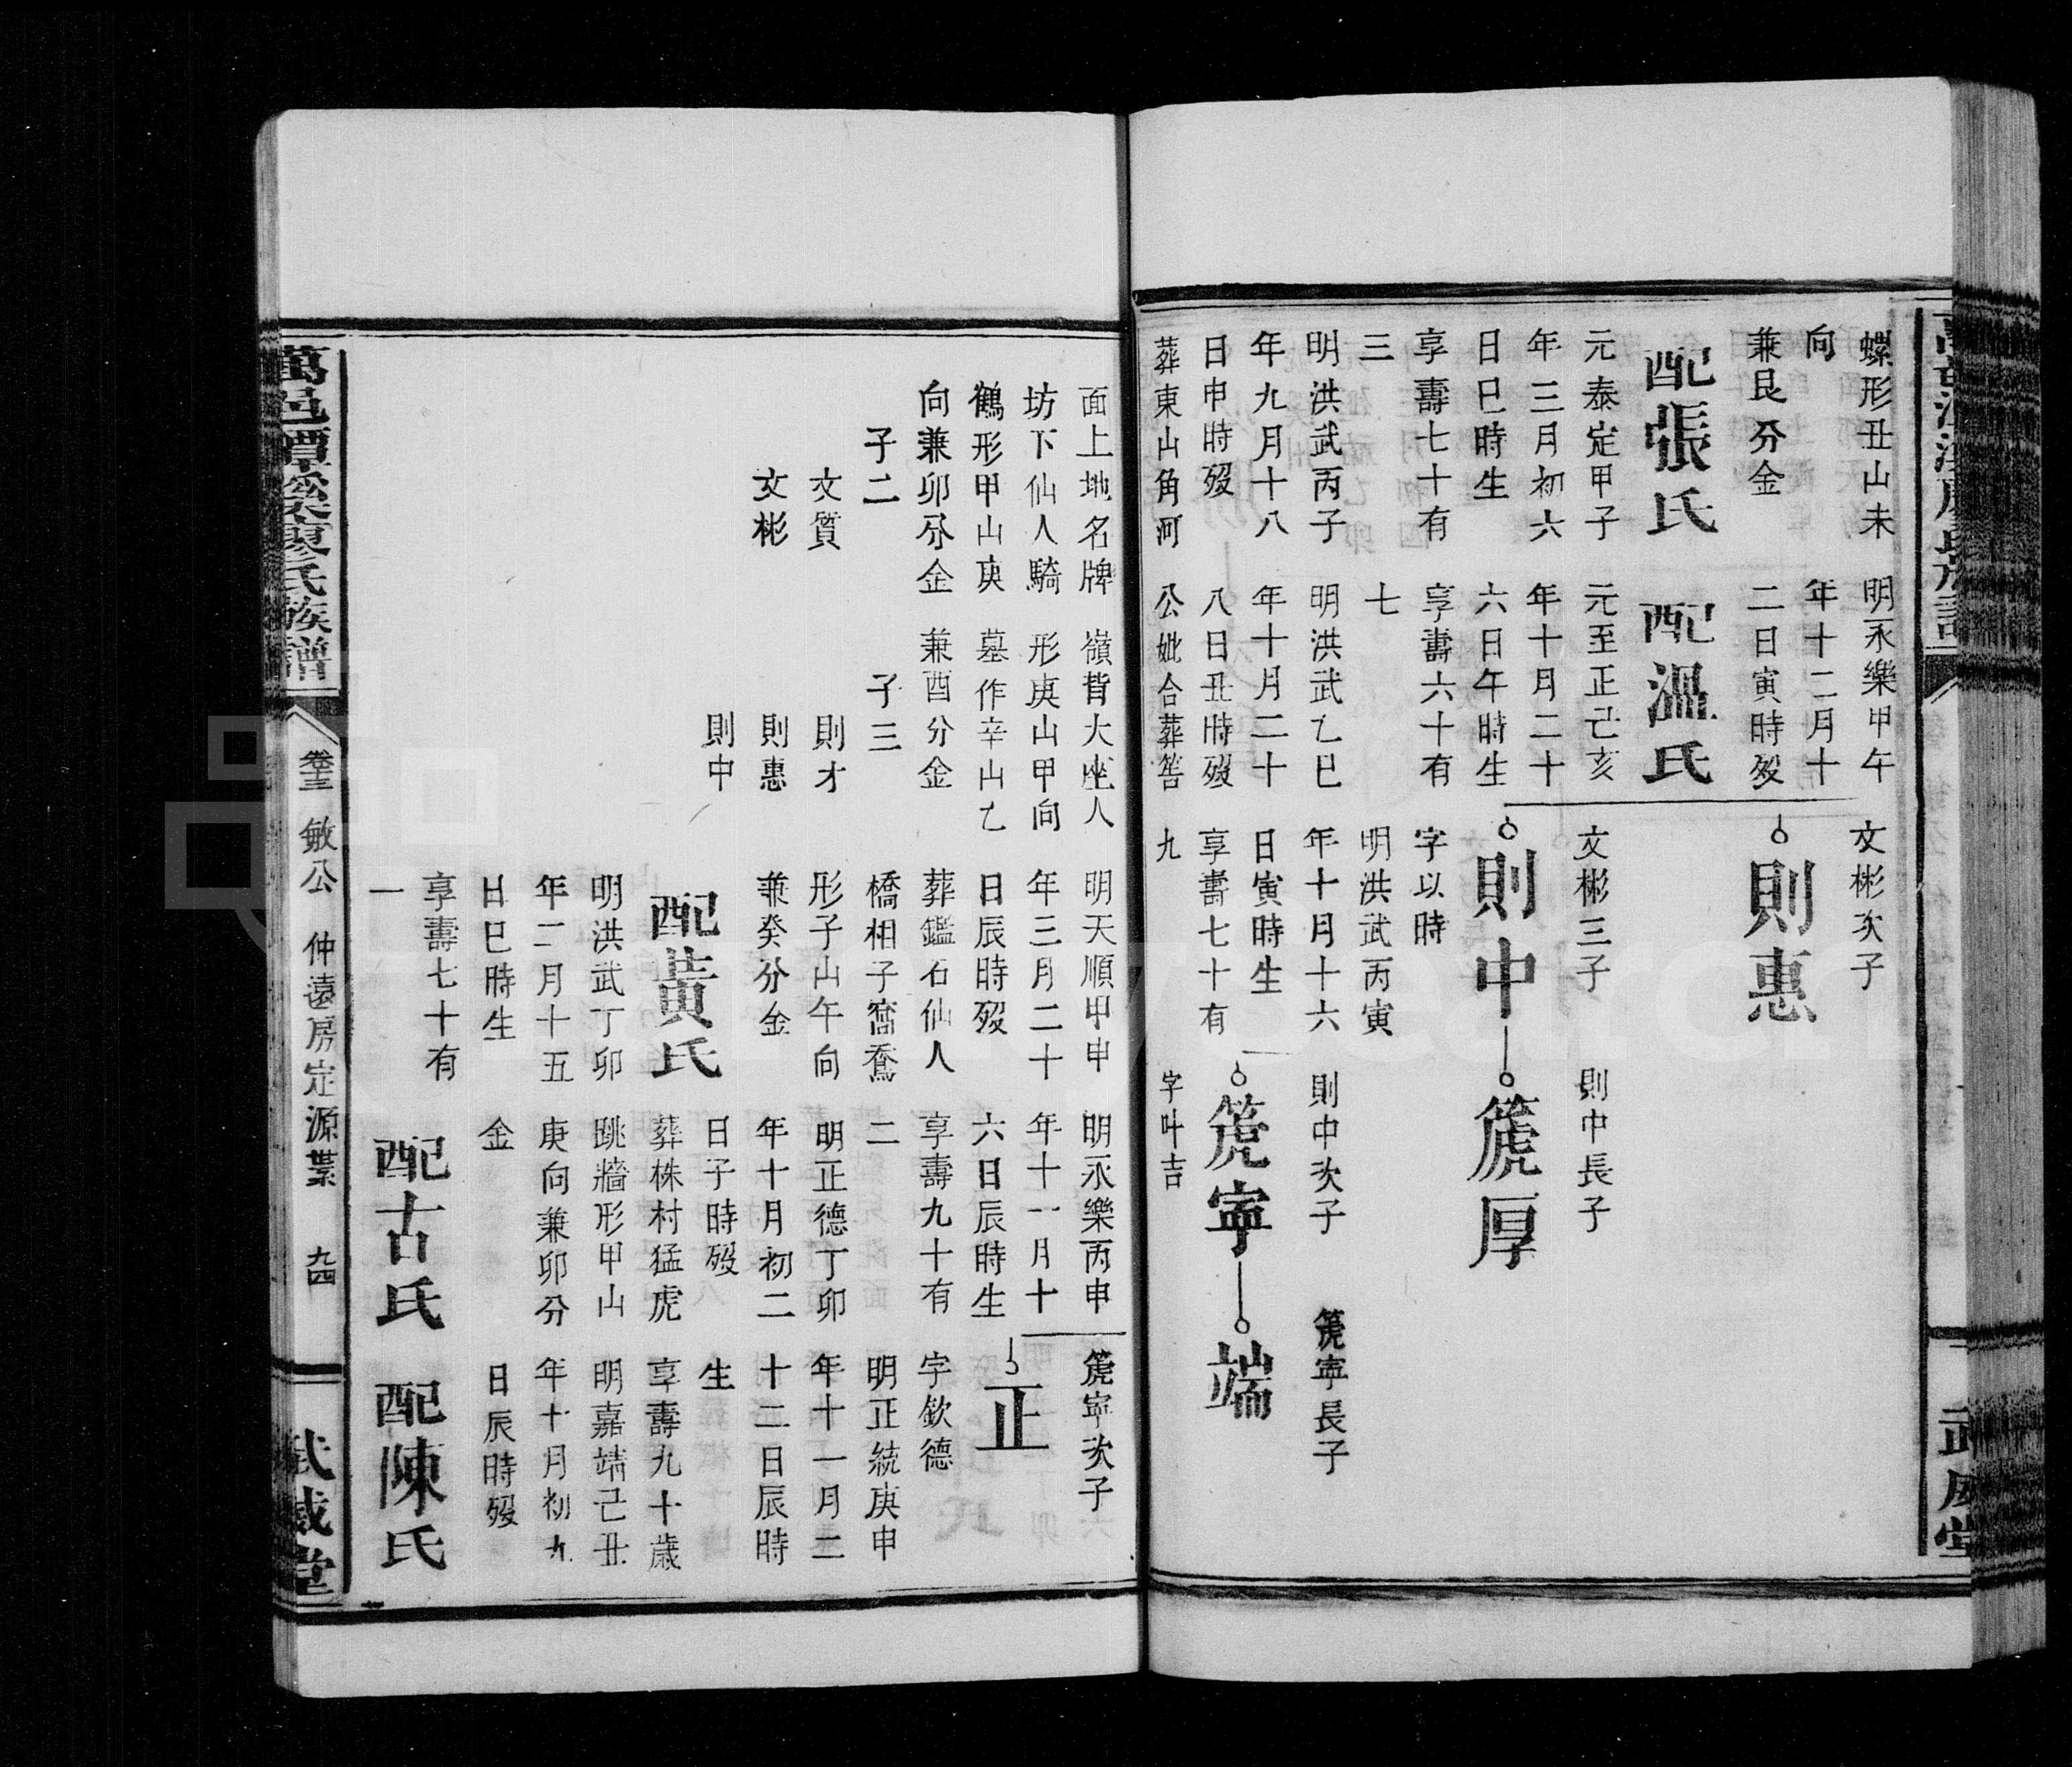 螺形丑山未
向
兼艮分金
配張氏
元泰定甲子
年三月初六
日巳時生
享壽七十有
三
明洪武丙子
年九月十八
日申時歿
葬東山角河
明永樂甲午
年十二月十
二日寅時歿
配溫氏
元至正己亥
年十月二十
六日午時生
享壽六十有
七
明洪武乙巳
年十月二十
八日丑時歿
公妣合葬筶
文彬次子
則惠
文彬三子
則中
字以時
明洪武丙寅
年十月十六
日寅時生
享壽七十有
九
則中長子
箎厚
則中次子
箎寧
字叶吉
箎寧長子
端
面上地名牌
坊下仙人騎
鶴形甲山庚
向兼卯分金
子二
文質
文彬
嶺背大座人
形庚山甲向
墓作辛山乙
兼酉分金
子三
則才
則惠
則中
明天順甲申
年三月二十
日辰時歿
葬鑑石仙人
橋相子窩喬
形子山午向
兼癸分金
配黃氏
明洪武丁卯
年二月十五
日巳時生
享壽七十有
一
明永樂丙申
年十一月十
六日辰時生
享壽九十有
二
明正德丁卯
年十月初二
日子時歿
葬株村猛虎
跳牆形甲山
庚向兼卯分
金
配古氏
箎寧次子
正
字欽德
明正統庚申
年十一月二
十二日辰時
生
享壽九十歲
明嘉靖己丑
年十月初九
日辰時歿
配陳氏
萬邑潭溪廖氏族譜
卷十三 敏公 仲遠房定源業 九四
武威堂